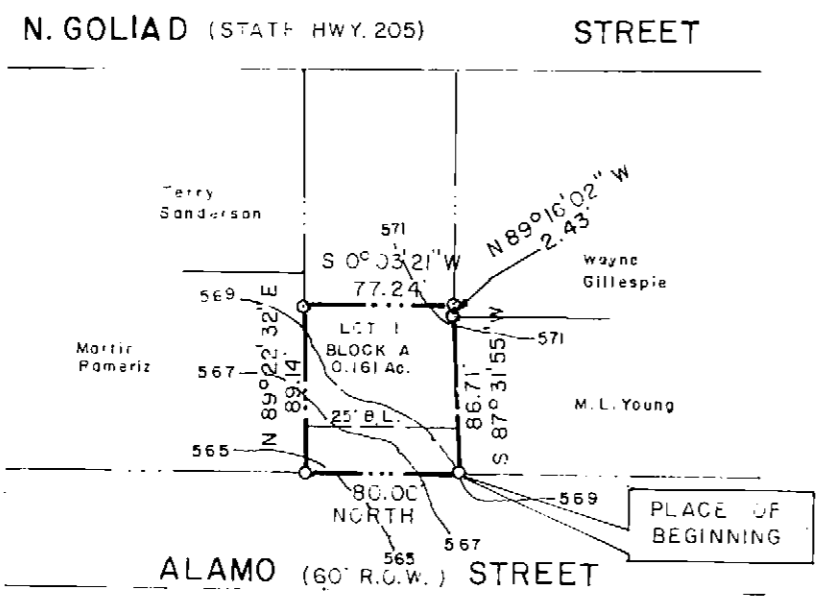 N. GOLIAD (STATE HWY. 205) STREET
Terry
Sanderson
571
N 89°16'02" W
2.43'
S 0°03'21" W
77.24'
Wayne
Gillespie
569
571
LOT 1
BLOCK A
0.161 Ac.
Martin
Rameriz
567
N 89°22'32" E
89.14'
86.71'
S 87°31'55" W
M.L. Young
25' B.L.
565
80.00'
NORTH
569
567
565
PLACE OF
BEGINNING
ALAMO (60' R.O.W.) STREET